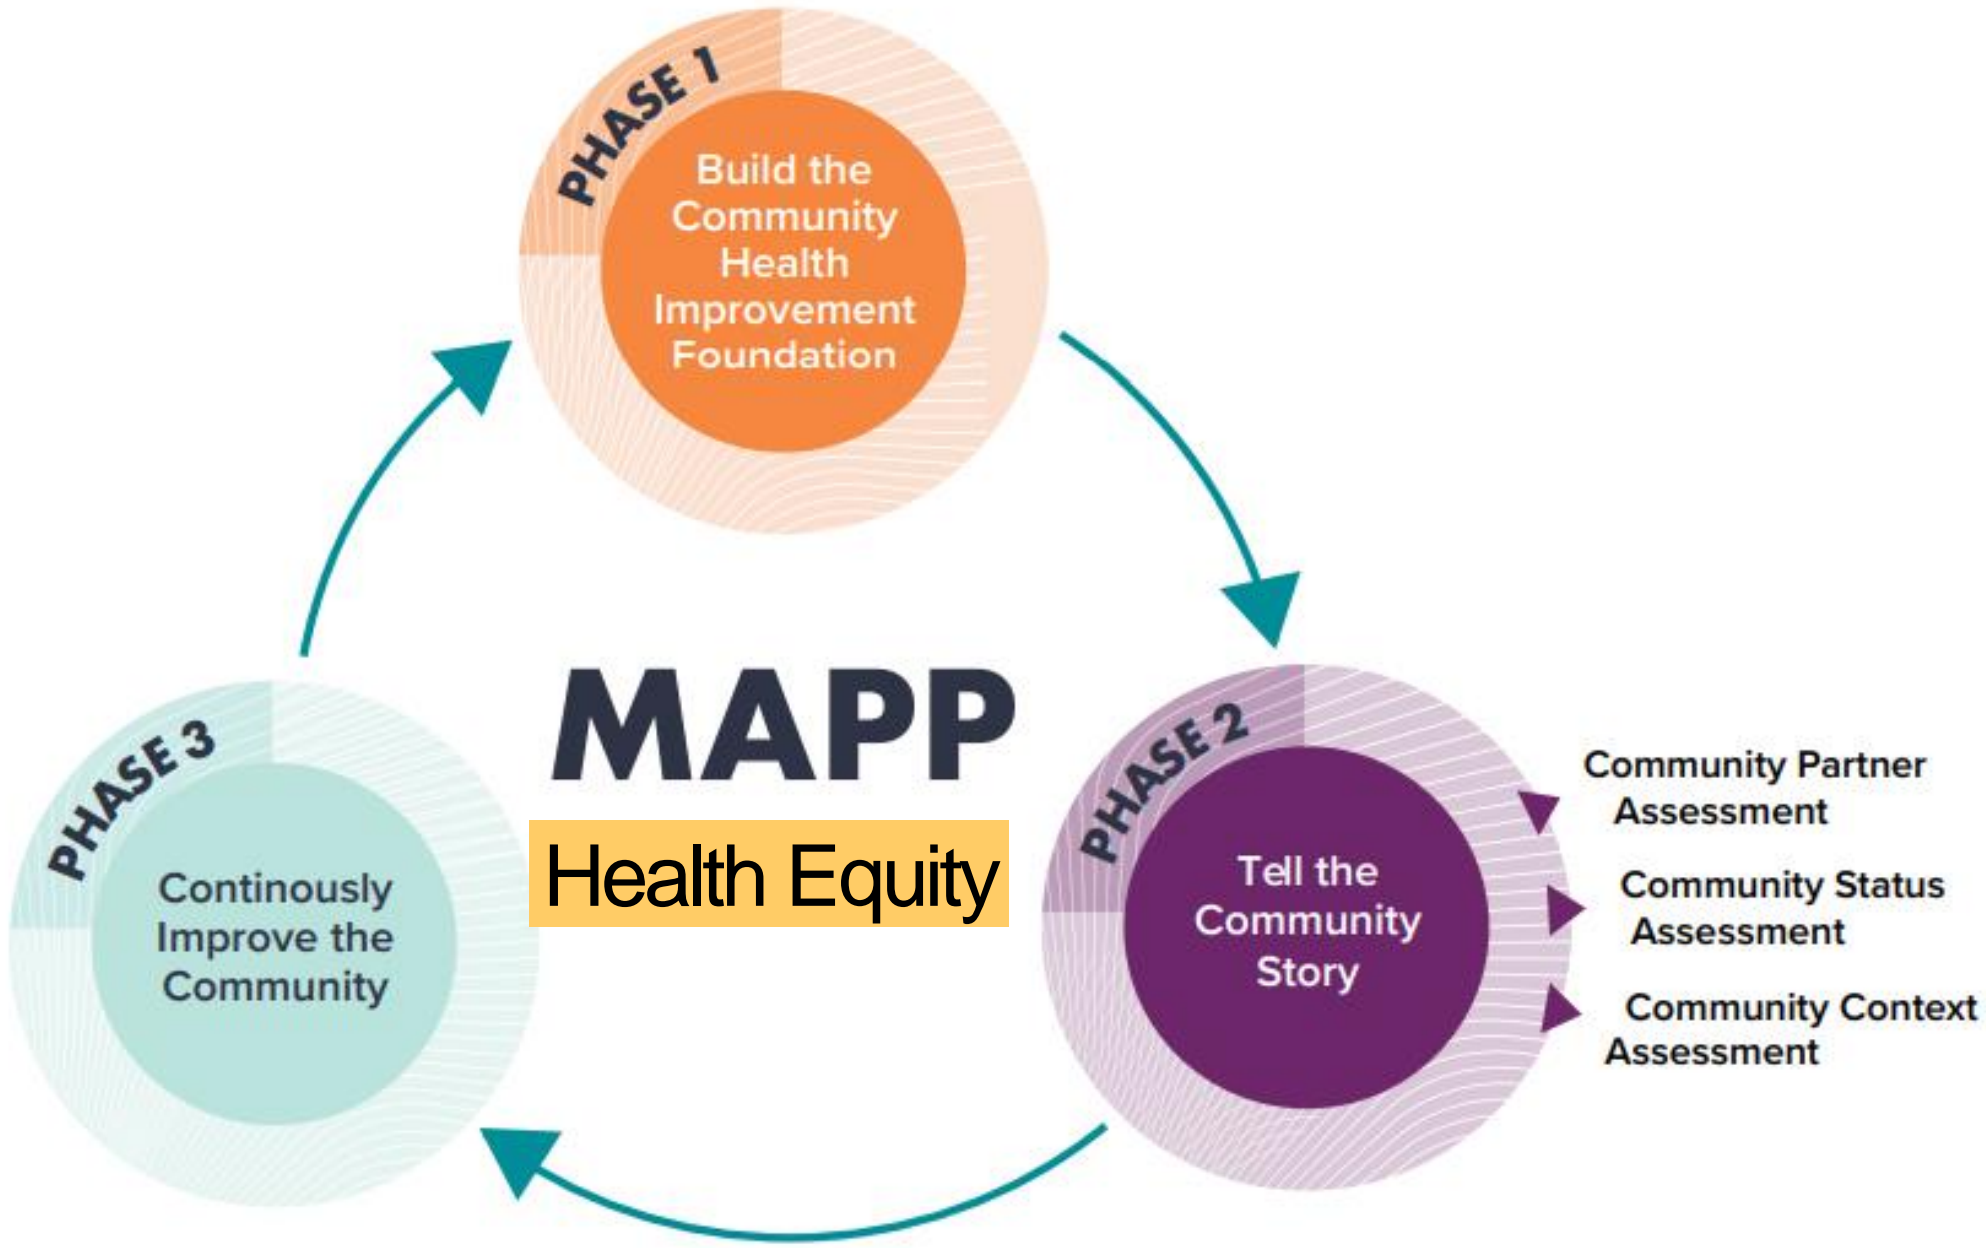 PHASE 1
Build the
Community
Health
Improvement
Foundation
MAPP
Health Equity
PHASE 2
Tell the
Community
Story
Community Partner
Assessment
Community Status
Assessment
Community Context
Assessment
PHASE 3
Continously
Improve the
Community